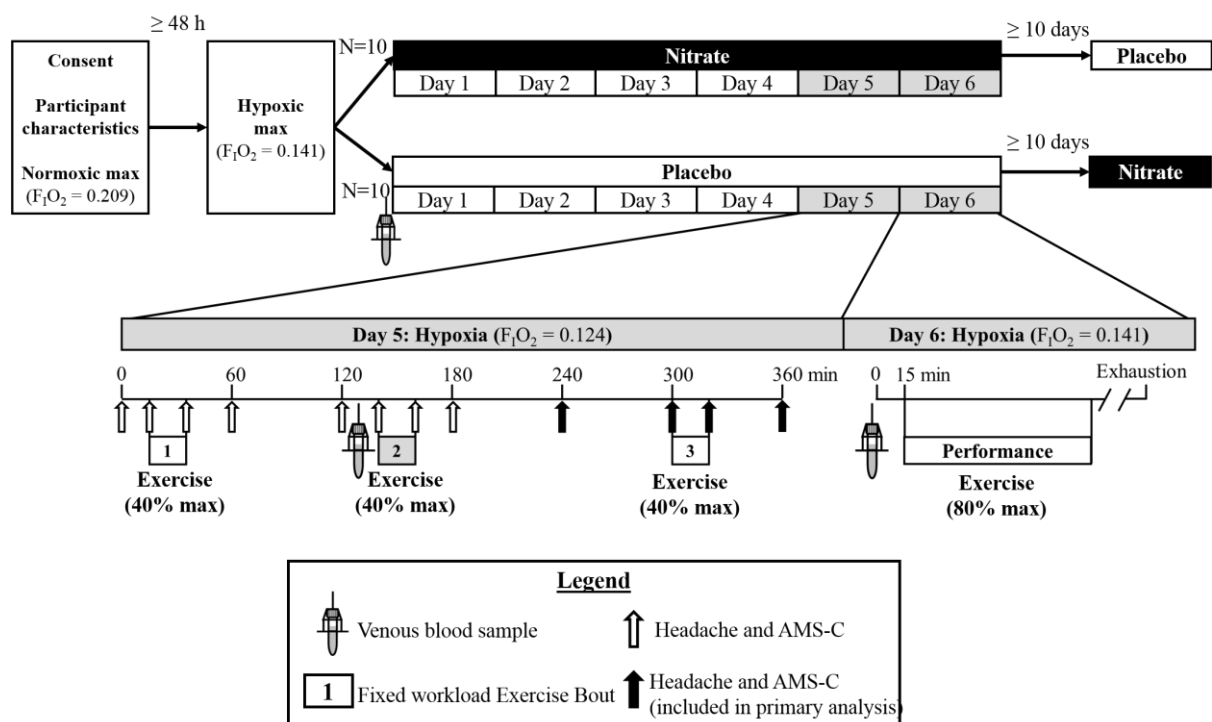 ≥ 48 h
Consent
Participant
characteristics
Normoxic max
(FIO2 = 0.209)
Hypoxic
max
(FIO2 = 0.141)
N=10
Nitrate
Day 1 Day 2 Day 3 Day 4 Day 5 Day 6
≥ 10 days
Placebo
N=10
Placebo
Day 1 Day 2 Day 3 Day 4 Day 5 Day 6
≥ 10 days
Nitrate
Day 5: Hypoxia (FIO2 = 0.124)
Day 6: Hypoxia (FIO2 = 0.141)
0 60 120 180 240 300 360 min
0 15 min Exhaustion
1 2 3
Performance
Exercise
(40% max)
Exercise
(40% max)
Exercise
(40% max)
Exercise
(80% max)
Legend
Venous blood sample
Headache and AMS-C
1 Fixed workload Exercise Bout
Headache and AMS-C
(included in primary analysis)